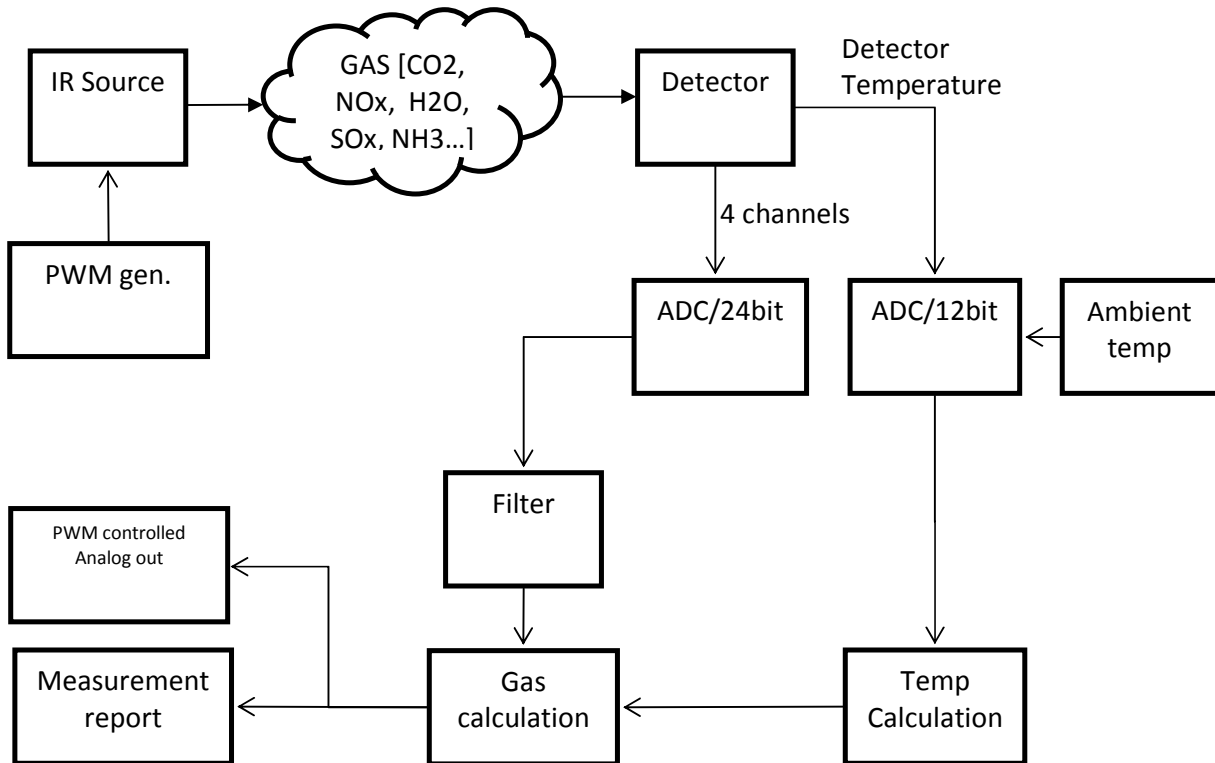 IR Source
GAS [CO2,
NOx, H2O,
SOx, NH3...]
Detector
Detector
Temperature
4 channels
PWM gen.
ADC/24bit
ADC/12bit
Ambient
temp
Filter
PWM controlled
Analog out
Measurement
report
Gas
calculation
Temp
Calculation